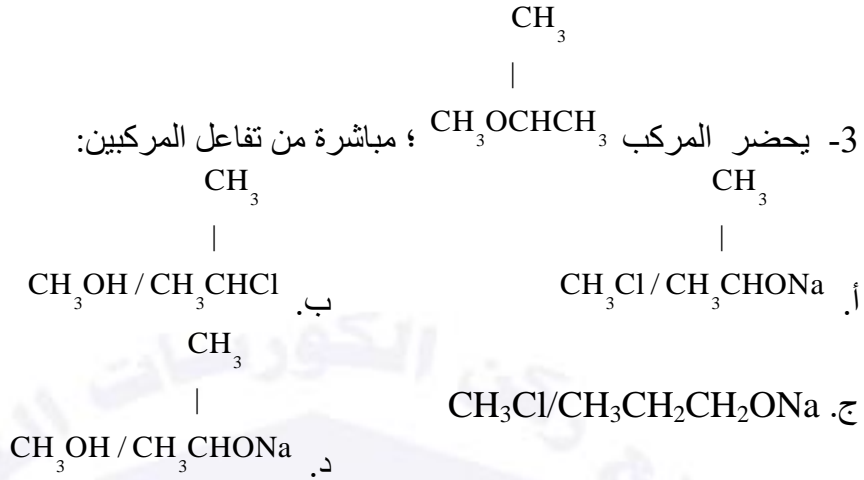 CH₃
|
3- يحضر المركب CH₃OCHCH₃ ؛ مباشرة من تفاعل المركبين:
CH₃ CH₃
| |
أ. CH₃Cl / CH₃CHONa ب. CH₃OH / CH₃CHCl
CH₃
|
ج. CH₃Cl/CH₃CH₂CH₂ONa
د. CH₃OH / CH₃CHONa
الكورسات